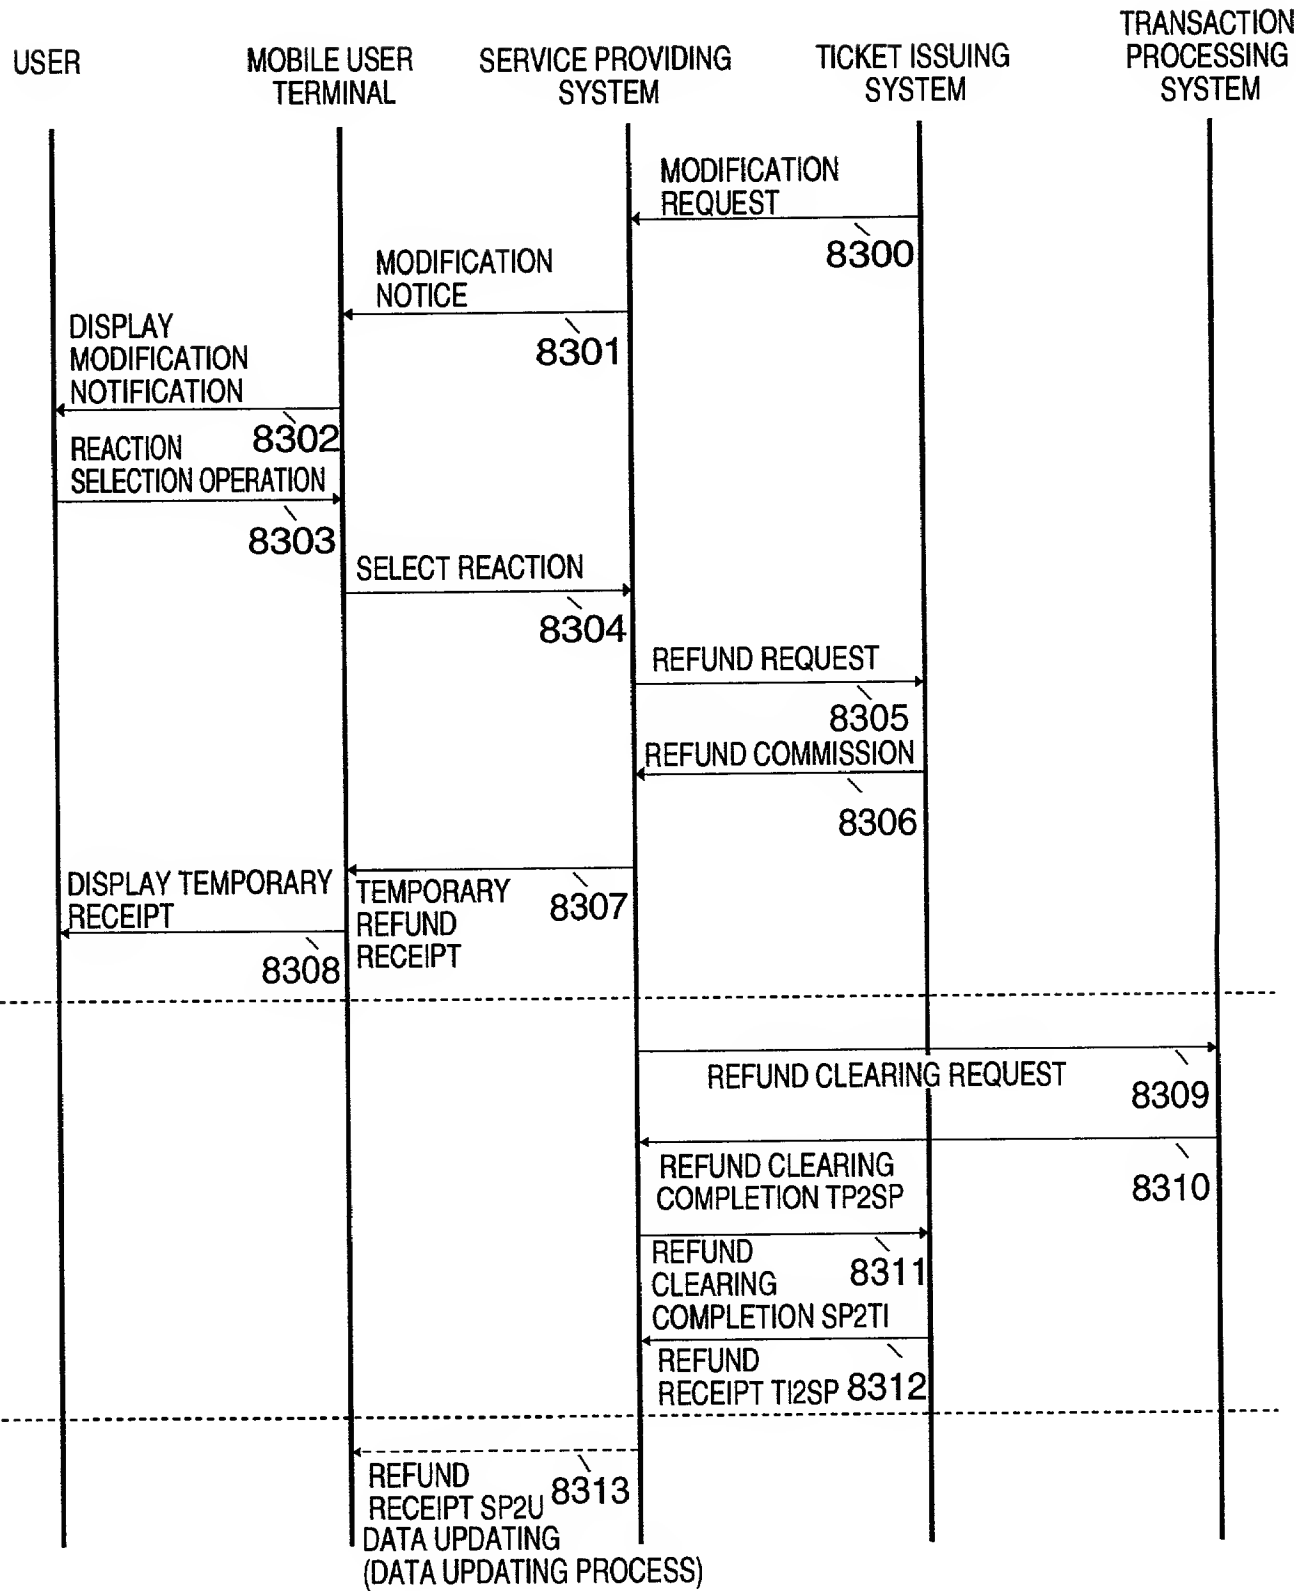 USER
MOBILE USER
TERMINAL
SERVICE PROVIDING
SYSTEM
TICKET ISSUING
SYSTEM
TRANSACTION
PROCESSING
SYSTEM
MODIFICATION
REQUEST
8300
MODIFICATION
NOTICE
8301
DISPLAY
MODIFICATION
NOTIFICATION
8302
REACTION
SELECTION OPERATION
8303
SELECT REACTION
8304
REFUND REQUEST
8305
REFUND COMMISSION
8306
TEMPORARY
REFUND
RECEIPT
8307
DISPLAY TEMPORARY
RECEIPT
8308
REFUND CLEARING REQUEST
8309
REFUND CLEARING
COMPLETION TP2SP
8310
REFUND
CLEARING
COMPLETION SP2TI
8311
REFUND
RECEIPT TI2SP
8312
REFUND
RECEIPT SP2U
8313
DATA UPDATING
(DATA UPDATING PROCESS)